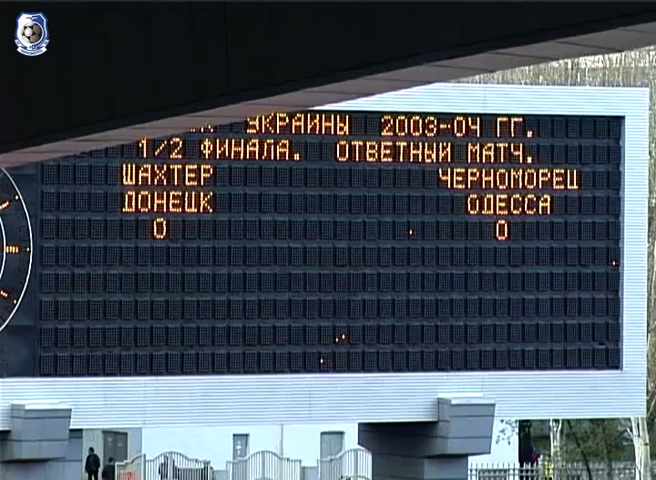 УКРАИНЫ 2003-04 ГГ.
1/2 ФИНАЛА. ОТВЕТНЫЙ МАТЧ.
ШАХТЕР ЧЕРНОМОРЕЦ
ДОНЕЦК ОДЕССА
0 0